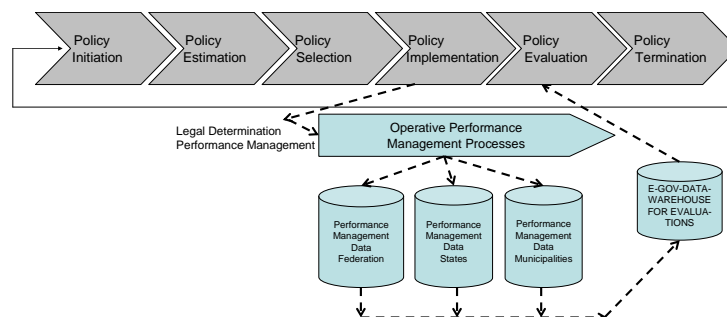 Policy
Initiation
Policy
Estimation
Policy
Selection
Policy
Implementation
Policy
Evaluation
Policy
Termination
Legal Determination
Performance Management
Operative Performance
Management Processes
Performance
Management
Data
Federation
Performance
Management
Data
States
Performance
Management
Data
Municipalities
E-GOV-DATA-
WAREHOUSE
FOR EVALUA-
TIONS